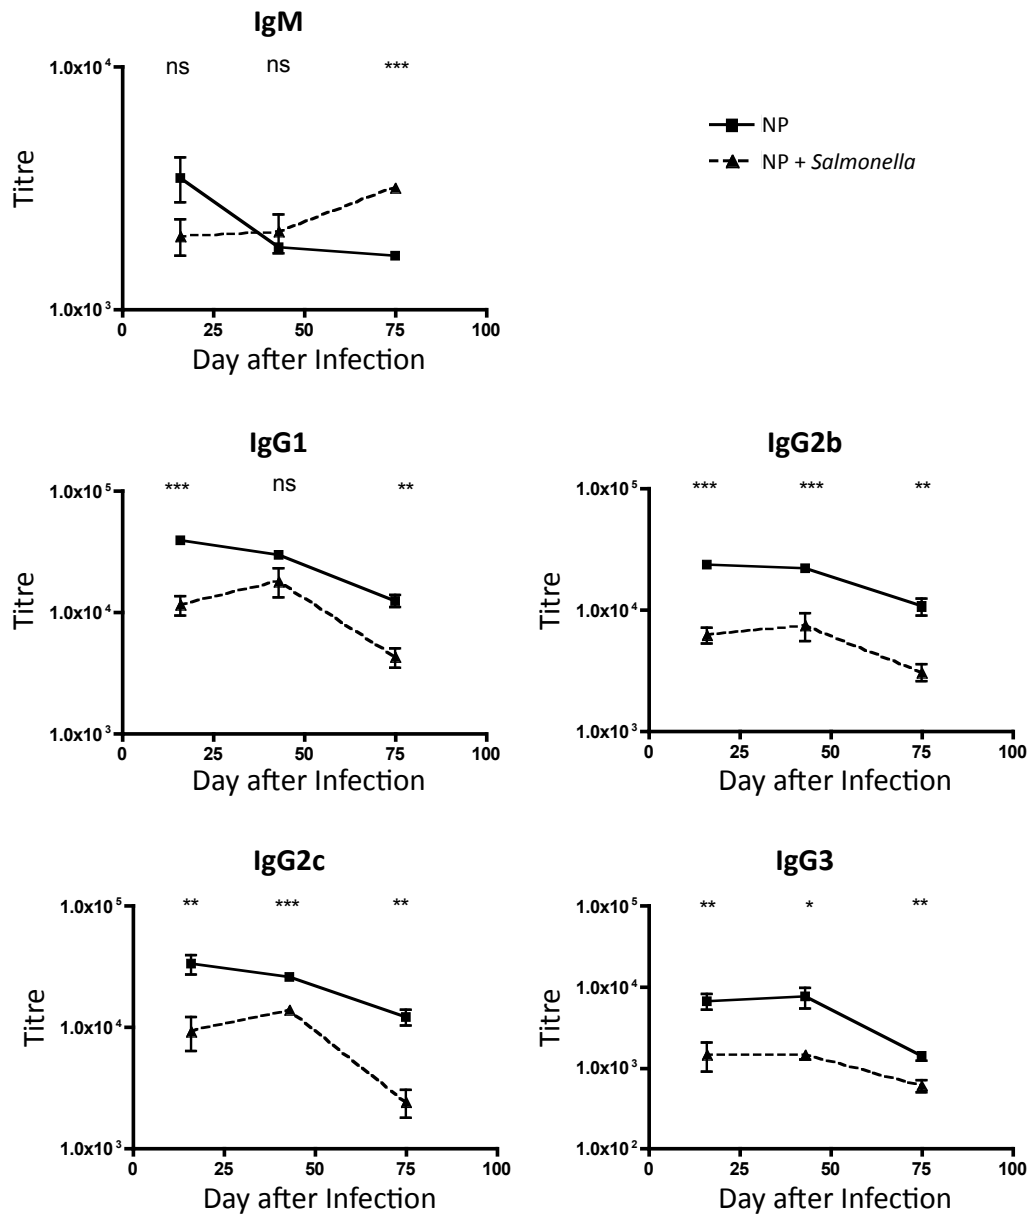 IgM
1.0x10⁴
ns ns ***
NP
NP + Salmonella
Titre
1.0x10³
0 25 50 75 100
Day after Infection
IgG1
1.0x10⁵
*** ns **
1.0x10⁴
Titre
1.0x10³
0 25 50 75 100
Day after Infection
IgG2b
1.0x10⁵
*** *** **
1.0x10⁴
Titre
1.0x10³
0 25 50 75 100
Day after Infection
IgG2c
1.0x10⁵
** *** **
1.0x10⁴
Titre
1.0x10³
0 25 50 75 100
Day after Infection
IgG3
1.0x10⁵
** * **
1.0x10⁴
Titre
1.0x10³
1.0x10²
0 25 50 75 100
Day after Infection